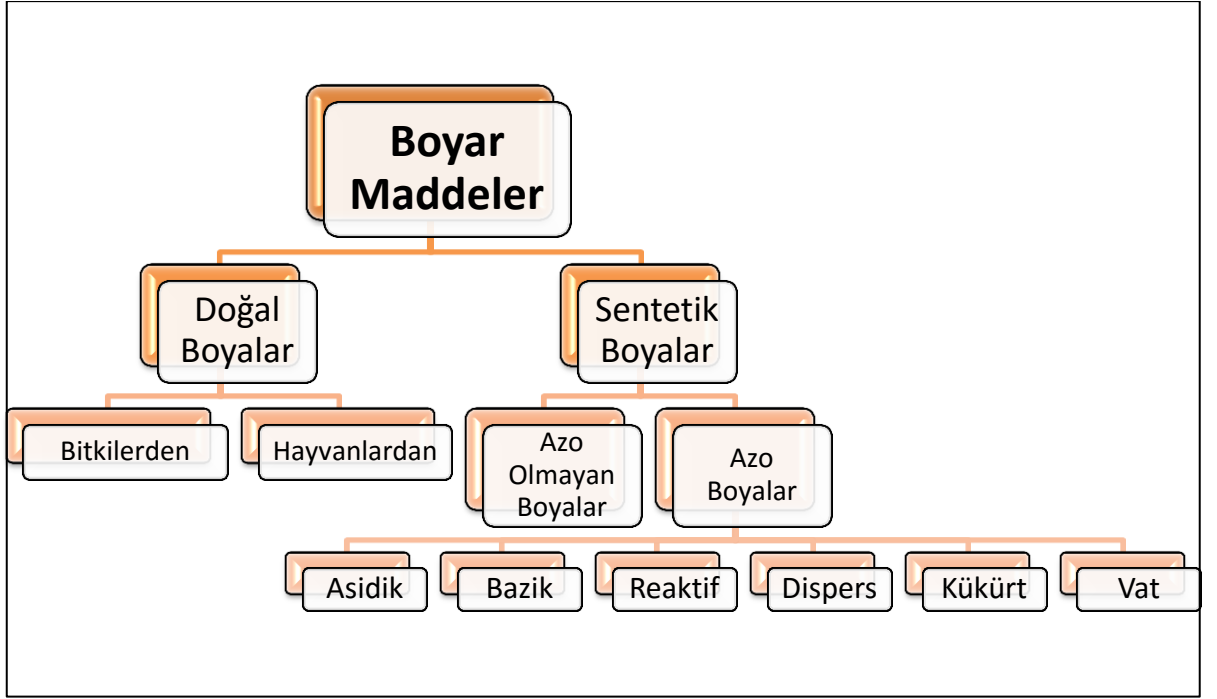 Boyar
Maddeler
Doğal
Boyalar
Sentetik
Boyalar
Bitkilerden
Hayvanlardan
Azo
Olmayan
Boyalar
Azo
Boyalar
Asidik
Bazik
Reaktif
Dispers
Kükürt
Vat